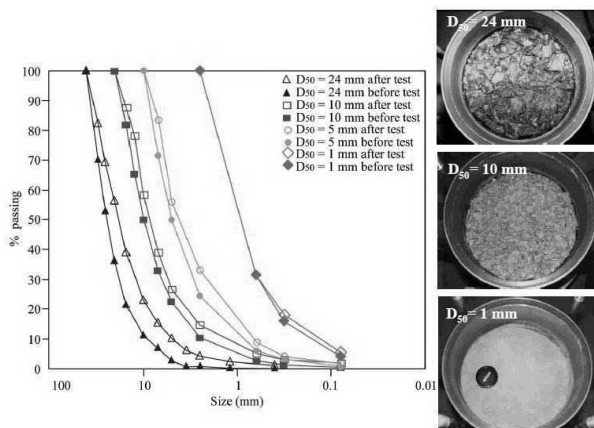 100
90
80
70
60
50
40
30
20
10
0
% passing
100
10
1
0.1
0.01
Size (mm)
D50 = 24 mm after test
D50 = 24 mm before test
D50 = 10 mm after test
D50 = 10 mm before test
D50 = 5 mm after test
D50 = 5 mm before test
D50 = 1 mm after test
D50 = 1 mm before test
D50 = 24 mm
D50 = 10 mm
D50 = 1 mm